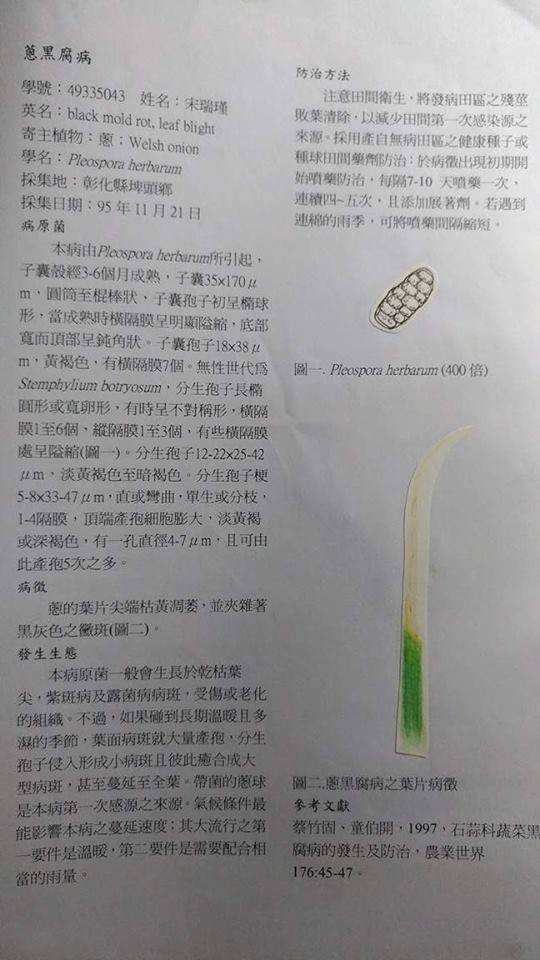 蔥黑腐病
學號：49335043　姓名：宋瑞瑾
英名：black mold rot, leaf blight
寄主植物：蔥；Welsh onion
學名：Pleospora herbarum
採集地：彰化縣埤頭鄉
採集日期：95 年 11 月 21 日
病原菌
本病由Pleospora herbarum所引起，
子囊殼經3-6個月成熟，子囊35×170μ
m，圓筒至棍棒狀，子囊孢子初呈橢球
形，當成熟時橫隔膜呈明顯隘縮，底部
寬而頂部呈鈍角狀。子囊孢子18×38μ
m，黃褐色，有橫隔膜7個。無性世代為
Stemphylium botryosum，分生孢子長橢
圓形或寬卵形，有時呈不對稱形，橫隔
膜1至6個，縱隔膜1至3個，有些橫隔膜
處呈隘縮(圖一)。分生孢子12-22×25-42
μm，淡黃褐色至暗褐色。分生孢子梗
5-8×33-47μm，直或彎曲，單生或分枝，
1-4隔膜，頂端產孢細胞膨大，淡黃褐
或深褐色，有一孔直徑4-7μm，且可由
此產孢5次之多。
病徵
蔥的葉片尖端枯黃凋萎，並夾雜著
黑灰色之黴斑(圖二)。
發生生態
本病原菌一般會生長於乾枯葉
尖，紫斑病及露菌病病斑，受傷或老化
的組織。不過，如果碰到長期溫暖且多
濕的季節，葉面病斑就大量產孢，分生
孢子侵入形成小病斑且彼此癒合成大
型病斑，甚至蔓延至全葉。帶菌的蔥球
是本病第一次感源之來源。氣候條件最
能影響本病之蔓延速度；其大流行之第
一要件是溫暖，第二要件是需要配合相
當的雨量。
防治方法
注意田間衛生，將發病田區之殘莖
敗葉清除，以減少田間第一次感染源之
來源。採用產自無病田區之健康種子或
種球田間藥劑防治：於病徵出現初期開
始噴藥防治，每隔7-10 天噴藥一次，
連續四~五次，且添加展著劑。若遇到
連綿的雨季，可將噴藥間隔縮短。
圖一. Pleospora herbarum (400 倍)
圖二.蔥黑腐病之葉片病徵
參考文獻
蔡竹固、童伯開，1997，石蒜科蔬菜黑
腐病的發生及防治，農業世界
176:45-47。